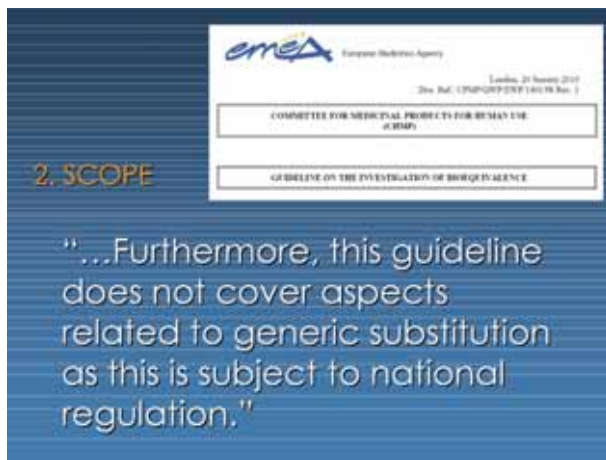 emea European Medicines Agency
London, 20 January 2010
Doc. Ref.: CPMP/EWP/QWP/1401/98 Rev. 1
COMMITTEE FOR MEDICINAL PRODUCTS FOR HUMAN USE
(CHMP)
2. SCOPE
GUIDELINE ON THE INVESTIGATION OF BIOEQUIVALENCE
“...Furthermore, this guideline
does not cover aspects
related to generic substitution
as this is subject to national
regulation.”